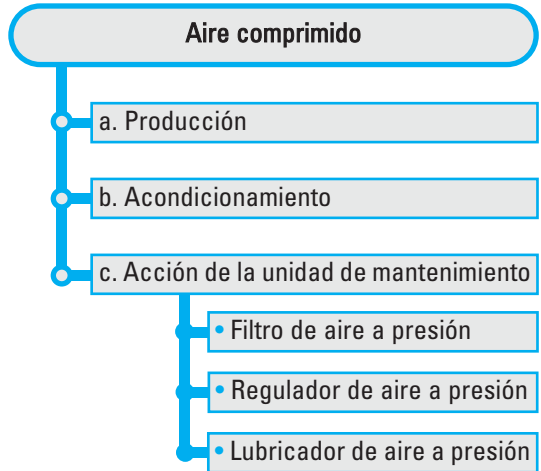 Aire comprimido
a. Producción
b. Acondicionamiento
c. Acción de la unidad de mantenimiento
• Filtro de aire a presión
• Regulador de aire a presión
• Lubricador de aire a presión